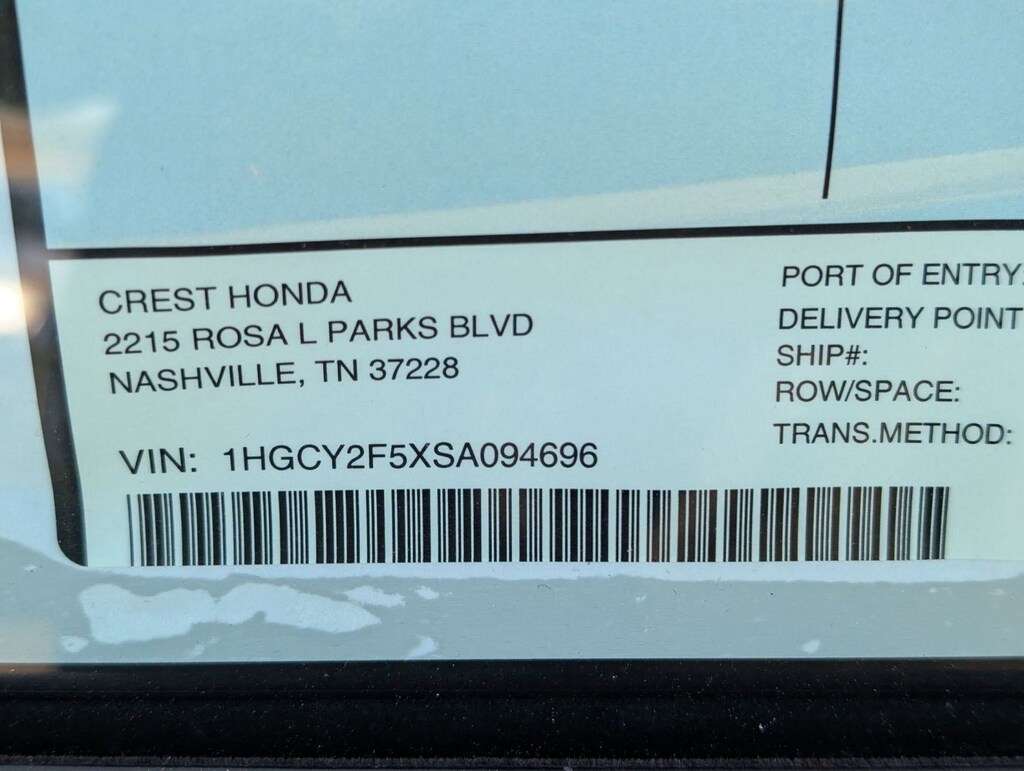 CREST HONDA
2215 ROSA L PARKS BLVD
NASHVILLE, TN 37228
VIN: 1HGCY2F5XSA094696
PORT OF ENTRY:
DELIVERY POINT
SHIP#:
ROW/SPACE:
TRANS.METHOD: